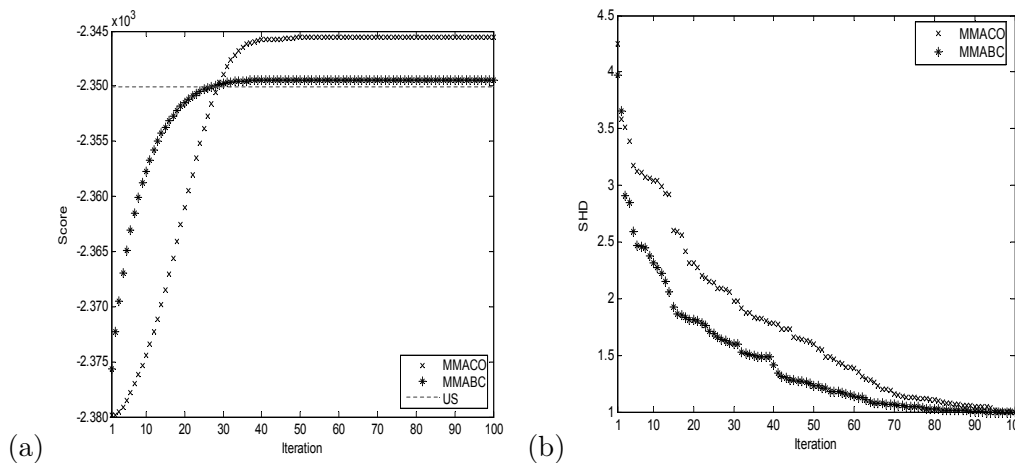 -2.345 x10³
-2.350
-2.355
-2.360
-2.365
-2.370
-2.375
-2.380
Score
1 10 20 30 40 50 60 70 80 90 100
Iteration
MMACO
MMABC
US
(a)
4.5
4
3.5
3
2.5
2
1.5
1
SHD
1 10 20 30 40 50 60 70 80 90 100
Iteration
MMACO
MMABC
(b)